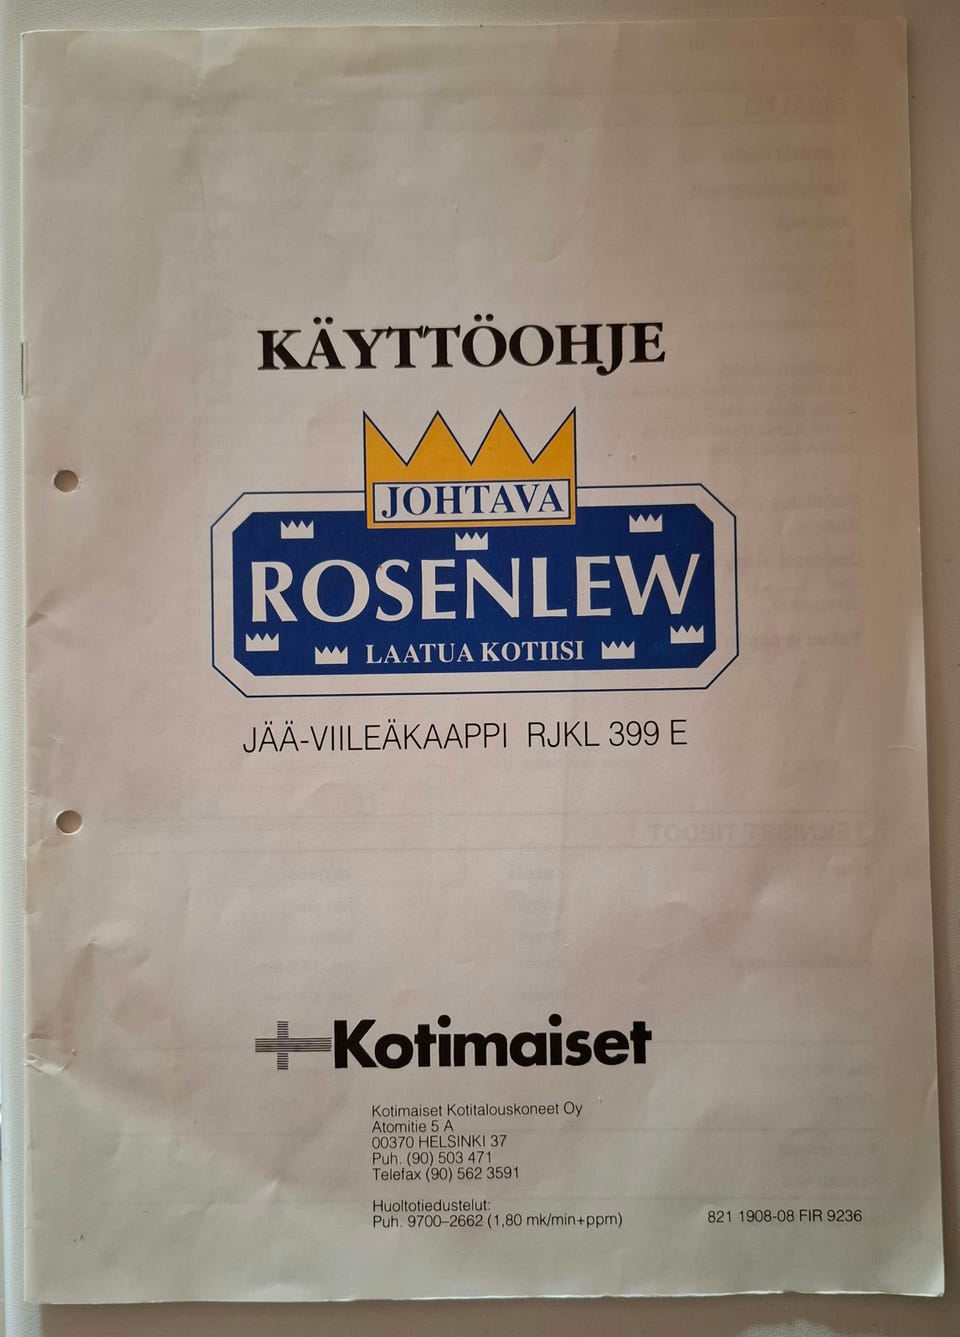 KÄYTTÖOHJE
JOHTAVA
ROSENLEW
LAATUA KOTIISI
JÄÄ-VIILEÄKAAPPI RJKL 399 E
TEKNISET TIEDOT
Kotimaiset
Kotimaiset Kotitalouskoneet Oy
Atomitie 5 A
00370 HELSINKI 37
Puh. (90) 503 471
Telefax (90) 562 3591
Huoltotiedustelut:
Puh. 9700–2662 (1,80 mk/min+ppm)
821 1908-08 FIR 9236